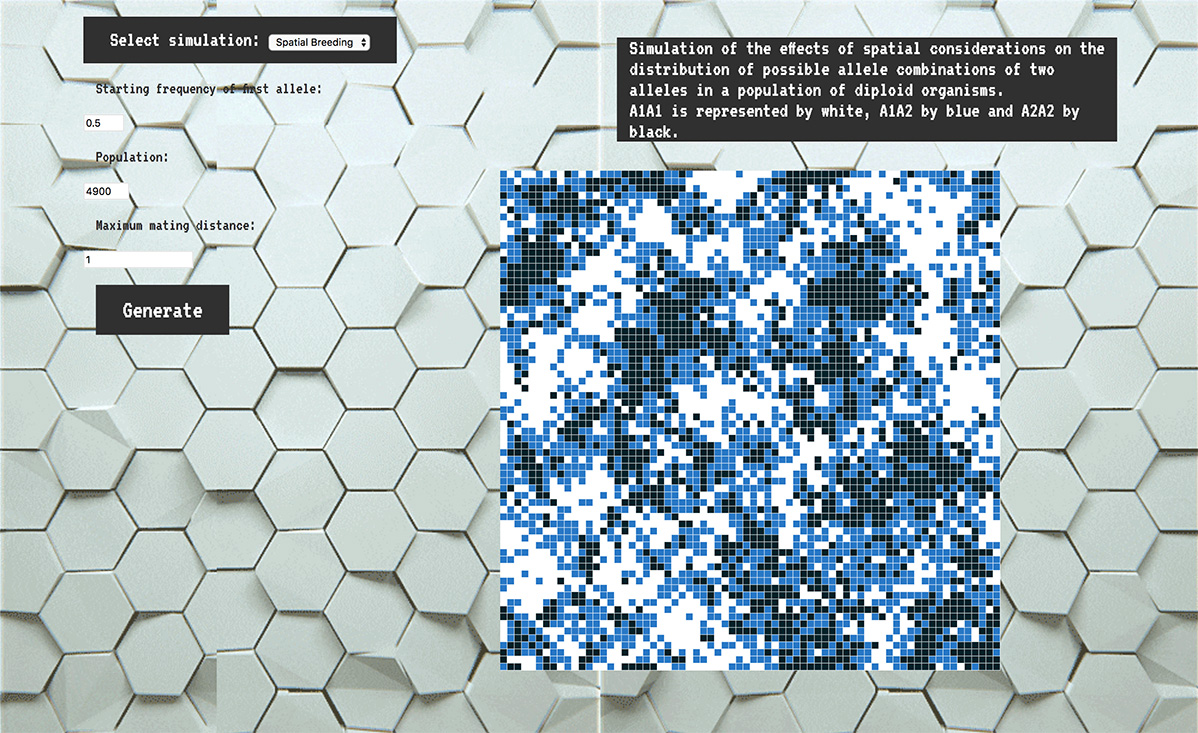 Select simulation: Spatial Breeding
Starting frequency of first allele:
0.5
Population:
4900
Maximum mating distance:
1
Generate
Simulation of the effects of spatial considerations on the
distribution of possible allele combinations of two
alleles in a population of diploid organisms.
A1A1 is represented by white, A1A2 by blue and A2A2 by
black.